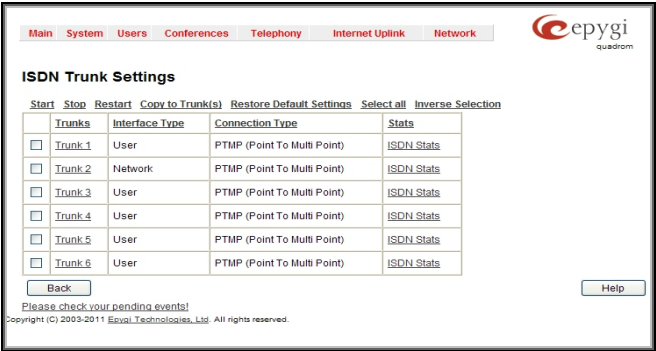 Main System Users Conferences Telephony Internet Uplink Network
epygi
quadrom
ISDN Trunk Settings
Start Stop Restart Copy to Trunk(s) Restore Default Settings Select all Inverse Selection
Trunks Interface Type Connection Type Stats
Trunk 1 User PTMP (Point To Multi Point) ISDN Stats
Trunk 2 Network PTMP (Point To Multi Point) ISDN Stats
Trunk 3 User PTMP (Point To Multi Point) ISDN Stats
Trunk 4 User PTMP (Point To Multi Point) ISDN Stats
Trunk 5 User PTMP (Point To Multi Point) ISDN Stats
Trunk 6 User PTMP (Point To Multi Point) ISDN Stats
Back Help
Please check your pending events!
Copyright (C) 2003-2011 Epygi Technologies, Ltd. All rights reserved.